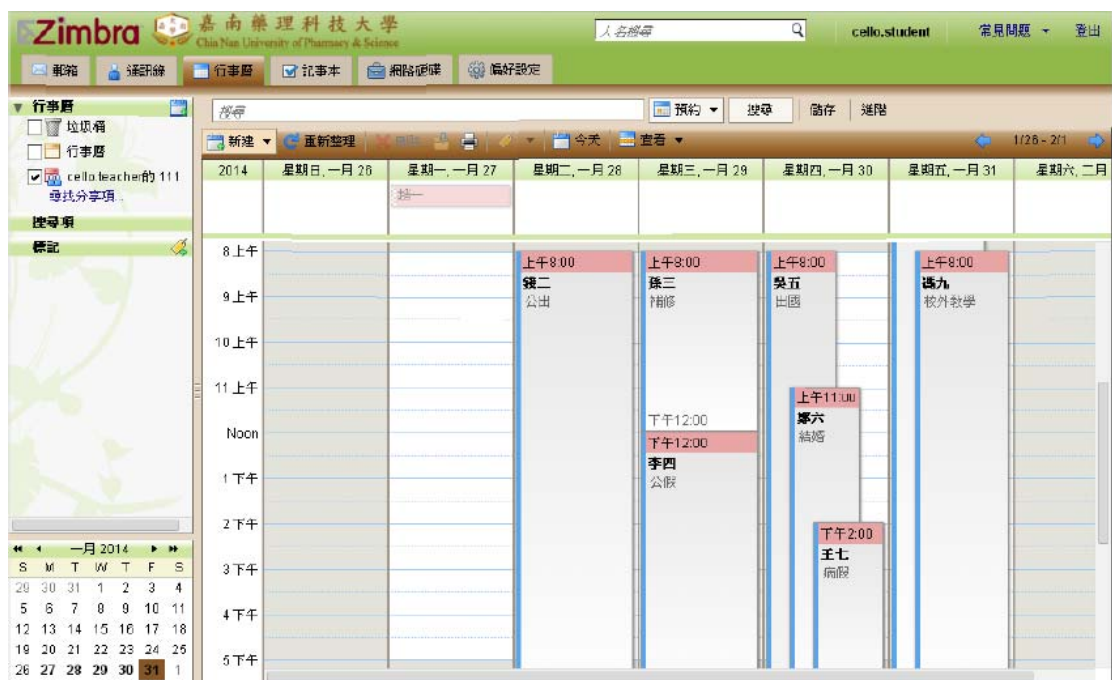 Zimbra
嘉南藥理科技大學
Chia Nan University of Pharmacy & Science
人名搜尋
cello.student
常見問題
登出
郵箱
通訊錄
行事曆
記事本
網路硬碟
偏好設定
行事曆
垃圾桶
行事曆
cello.teacher的 111
尋找分享項...
搜尋項
標記
搜尋
預約
搜尋
儲存
進階
新建
重新整理
刪除
今天
查看
1/26 - 2/1
2014
星期日, 一月 26
星期一, 一月 27
星期二, 一月 28
星期三, 一月 29
星期四, 一月 30
星期五, 一月 31
星期六, 二月
趙一
8上午
9上午
10上午
11上午
Noon
1下午
2下午
3下午
4下午
5下午
上午8:00
錢二
公出
上午8:00
孫三
補修
下午12:00
下午12:00
李四
公假
上午8:00
吳五
出國
上午11:00
鄭六
結婚
下午2:00
王七
病假
上午8:00
馮九
校外教學
一月 2014
S M T W T F S
29 30 31 1 2 3 4
5 6 7 8 9 10 11
12 13 14 15 16 17 18
19 20 21 22 23 24 25
26 27 28 29 30 31 1